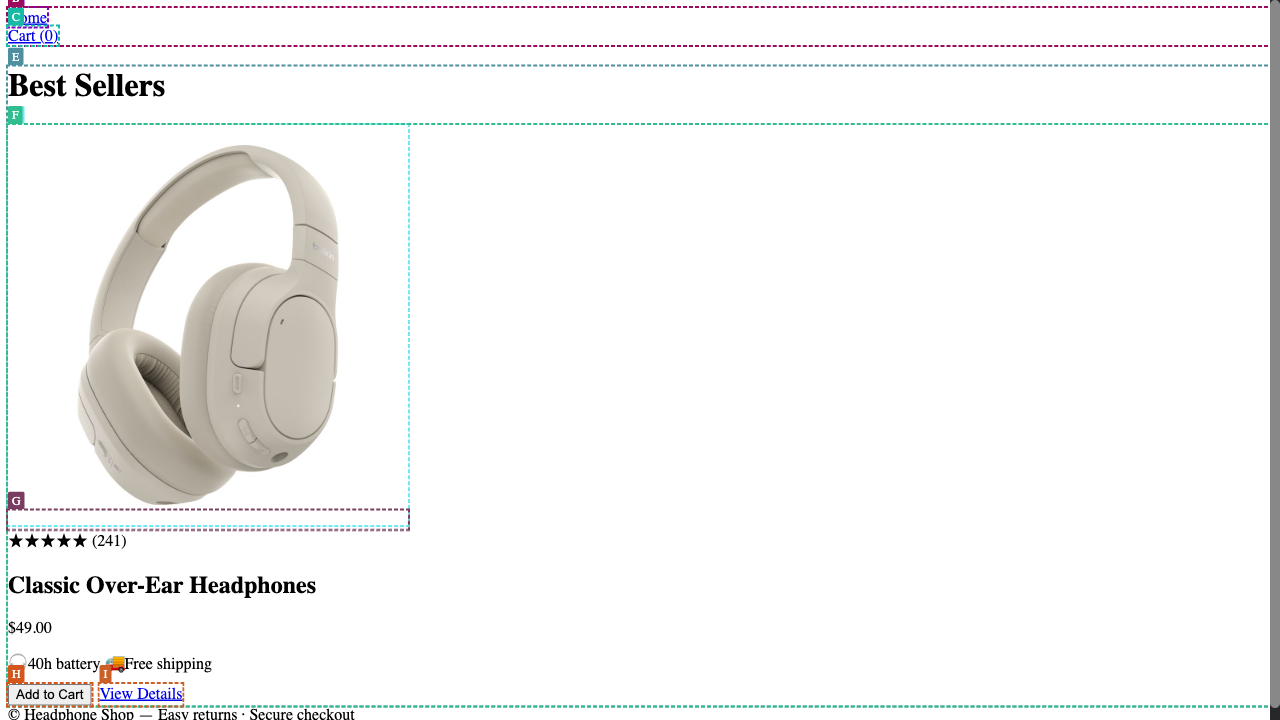 C ome
Cart (0)
E
Best Sellers
F
G
★★★★★ (241)
Classic Over-Ear Headphones
$49.00
40h battery 🚚Free shipping
H I
Add to Cart View Details
© Headphone Shop — Easy returns · Secure checkout